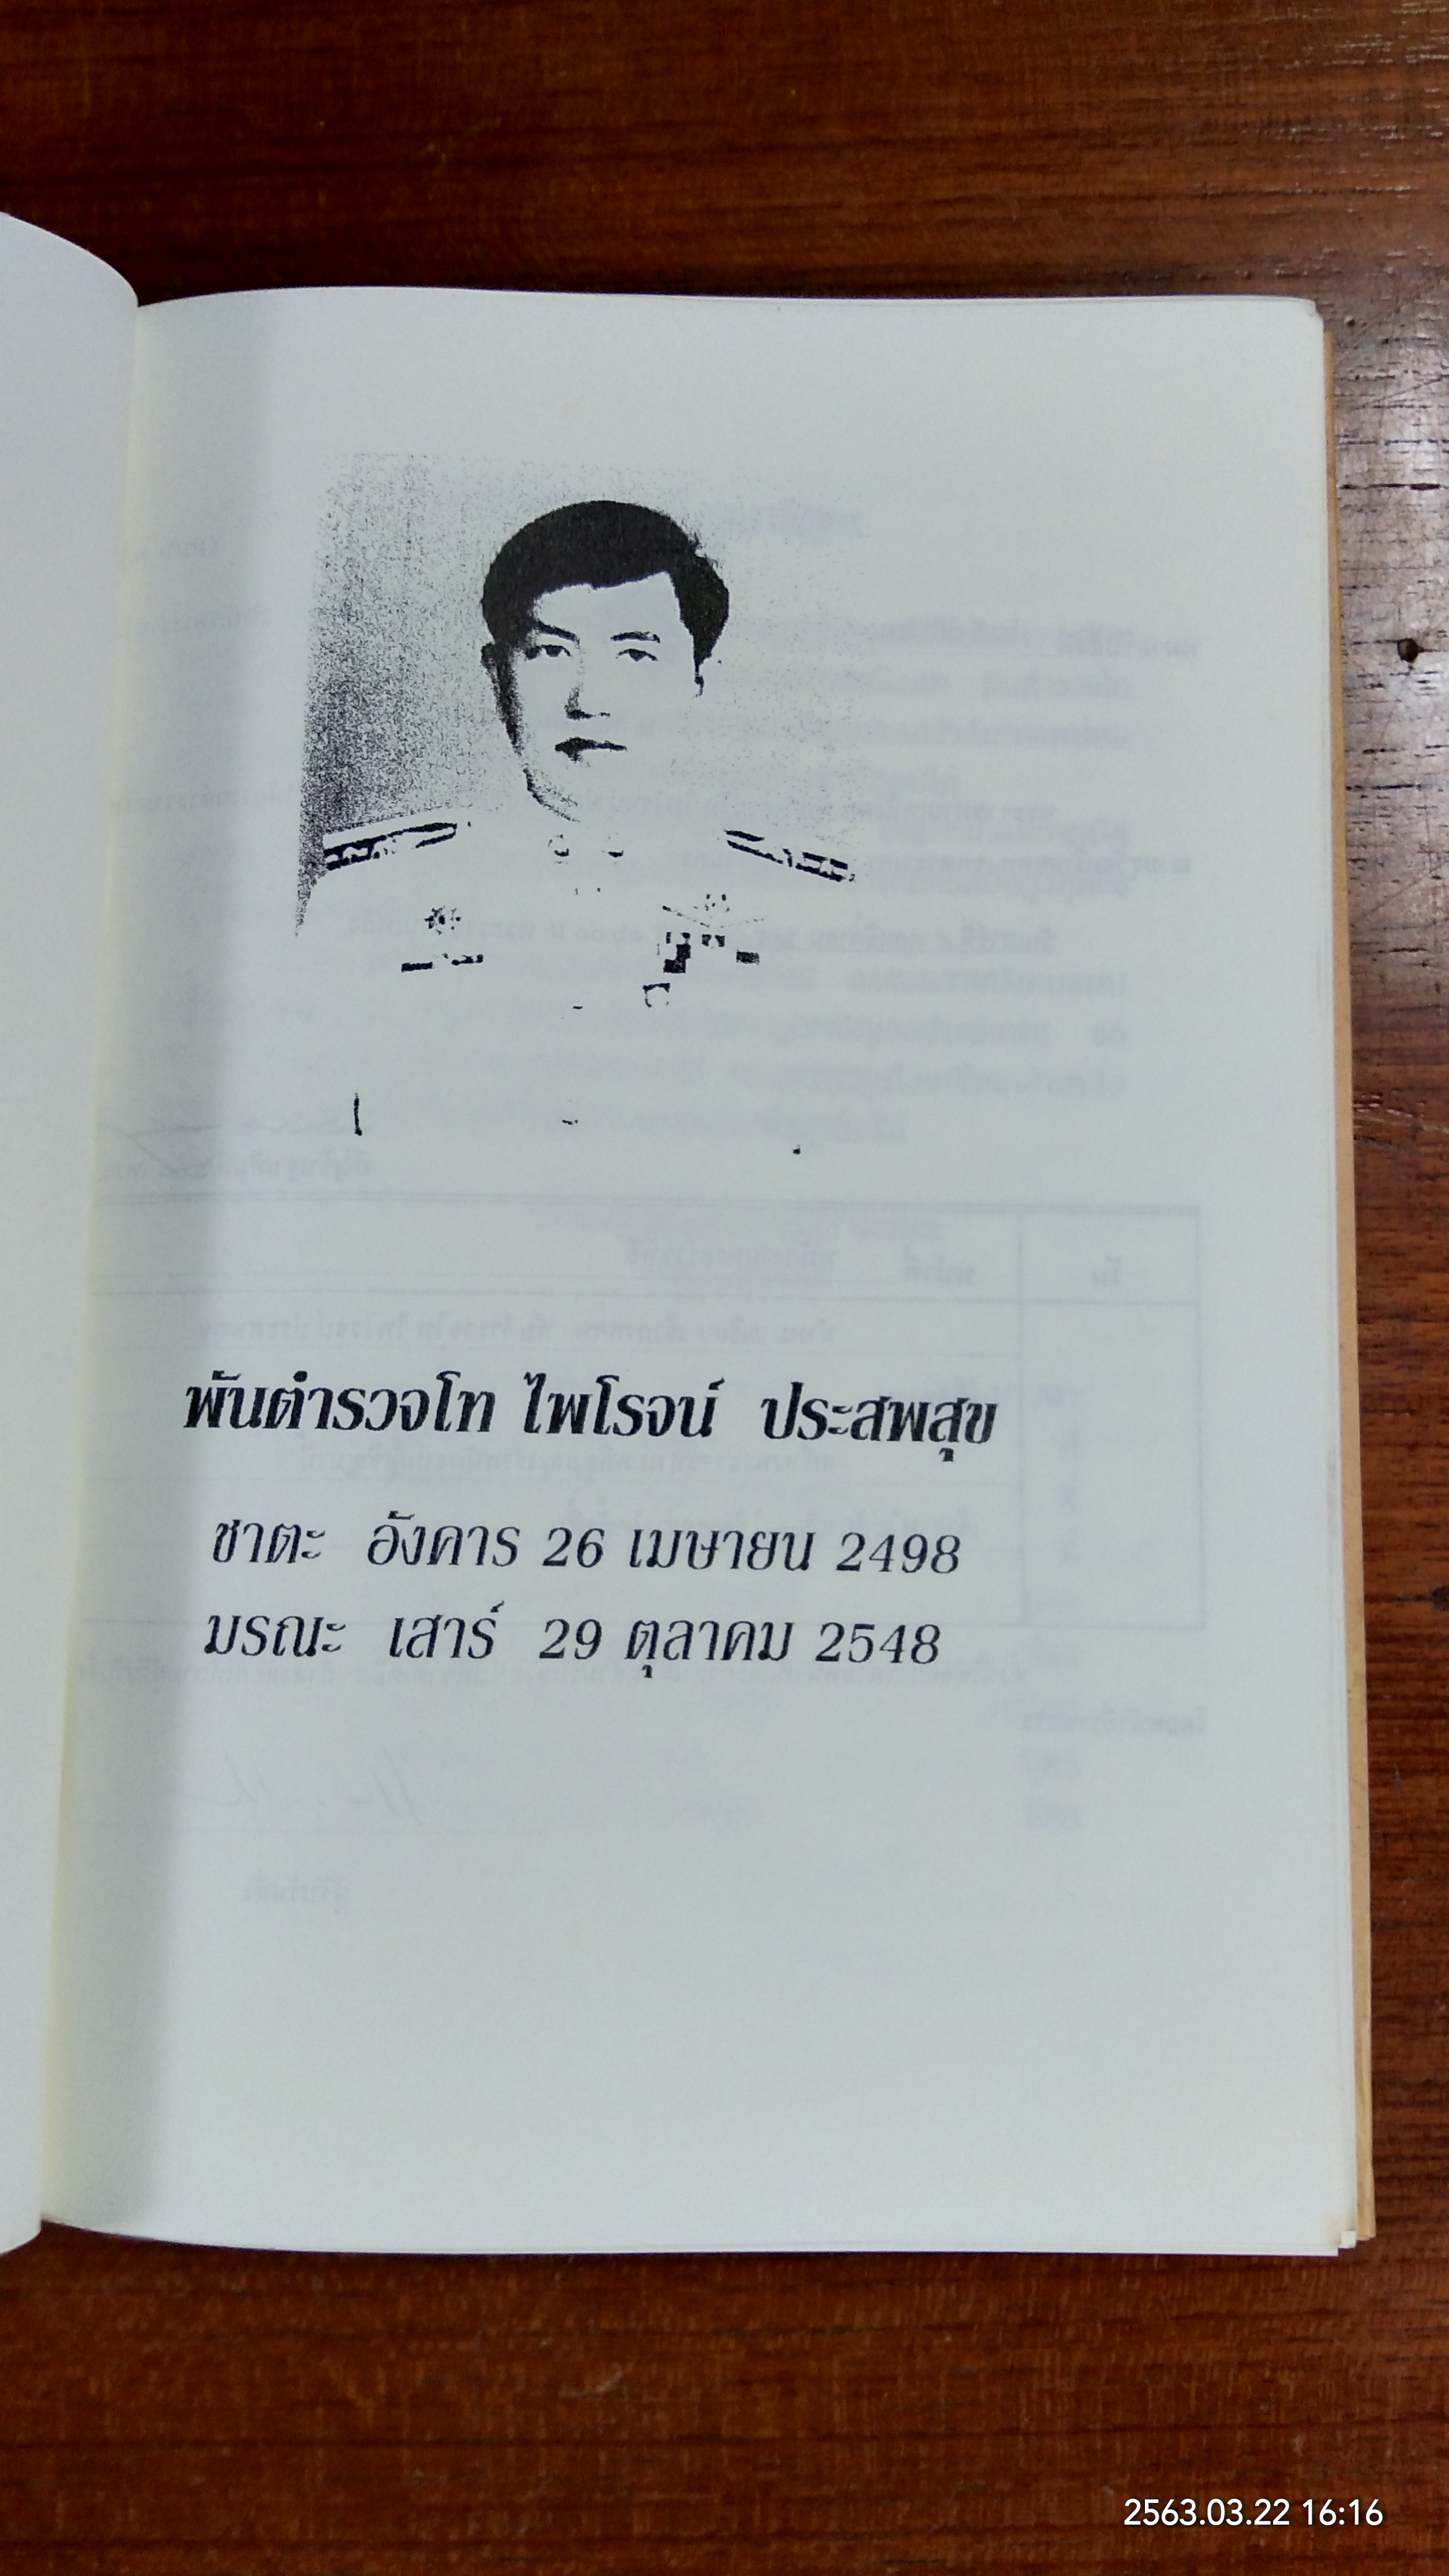 พันตำรวจโท ไพโรจน์ ประสพสุข
ชาตะ อังคาร 26 เมษายน 2498
มรณะ เสาร์ 29 ตุลาคม 2548
2563.03.22 16:16